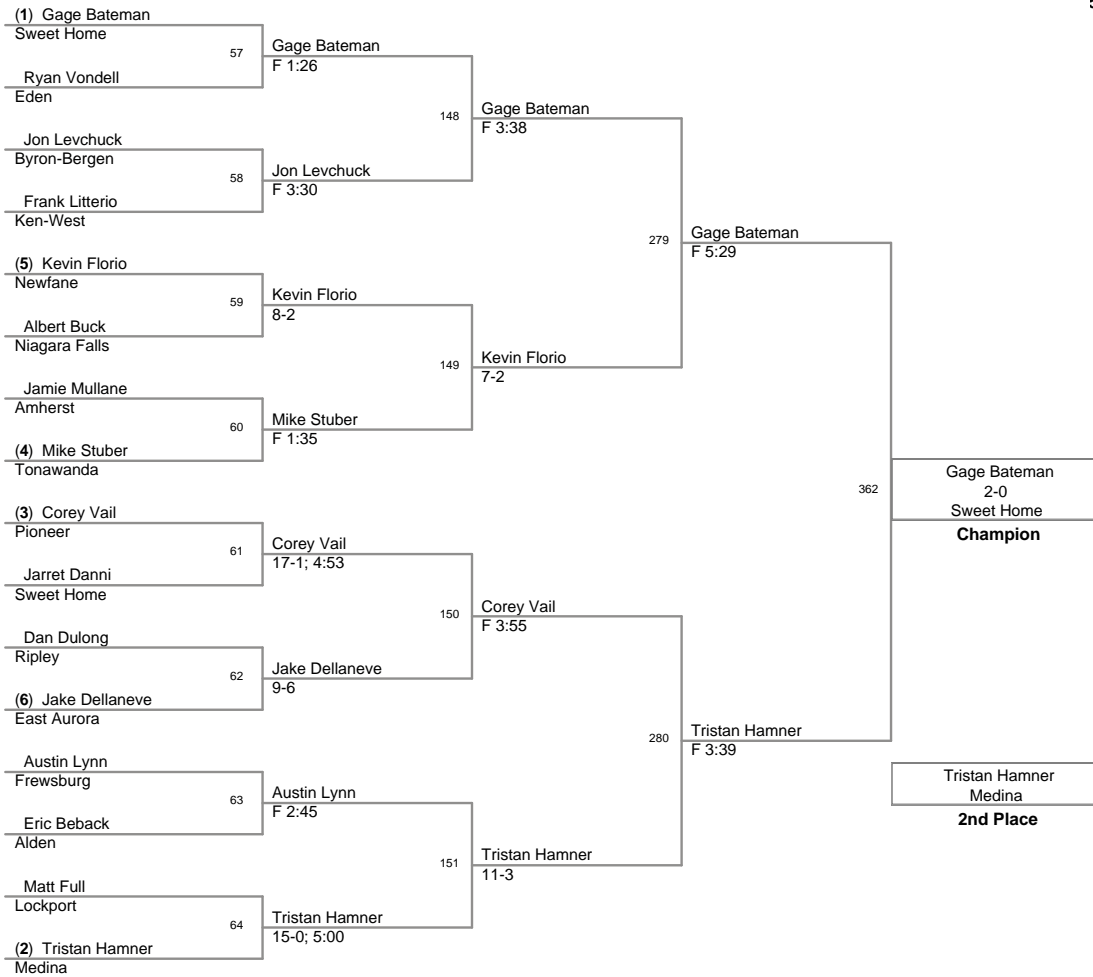 5
(1) Gage Bateman
Sweet Home
57
Ryan Vondell
Eden
Gage Bateman
F 1:26
148
Jon Levchuck
Byron-Bergen
58
Frank Litterio
Ken-West
Jon Levchuck
F 3:30
Gage Bateman
F 3:38
279
(5) Kevin Florio
Newfane
59
Albert Buck
Niagara Falls
Kevin Florio
8-2
149
Jamie Mullane
Amherst
60
(4) Mike Stuber
Tonawanda
Mike Stuber
F 1:35
Kevin Florio
7-2
Gage Bateman
F 5:29
362
(3) Corey Vail
Pioneer
61
Jarret Danni
Sweet Home
Corey Vail
17-1; 4:53
150
Dan Dulong
Ripley
62
(6) Jake Dellaneve
East Aurora
Jake Dellaneve
9-6
Corey Vail
F 3:55
280
Austin Lynn
Frewsburg
63
Eric Beback
Alden
Austin Lynn
F 2:45
151
Matt Full
Lockport
64
(2) Tristan Hamner
Medina
Tristan Hamner
15-0; 5:00
Tristan Hamner
11-3
Tristan Hamner
F 3:39
Gage Bateman
2-0
Sweet Home
Champion
Tristan Hamner
Medina
2nd Place